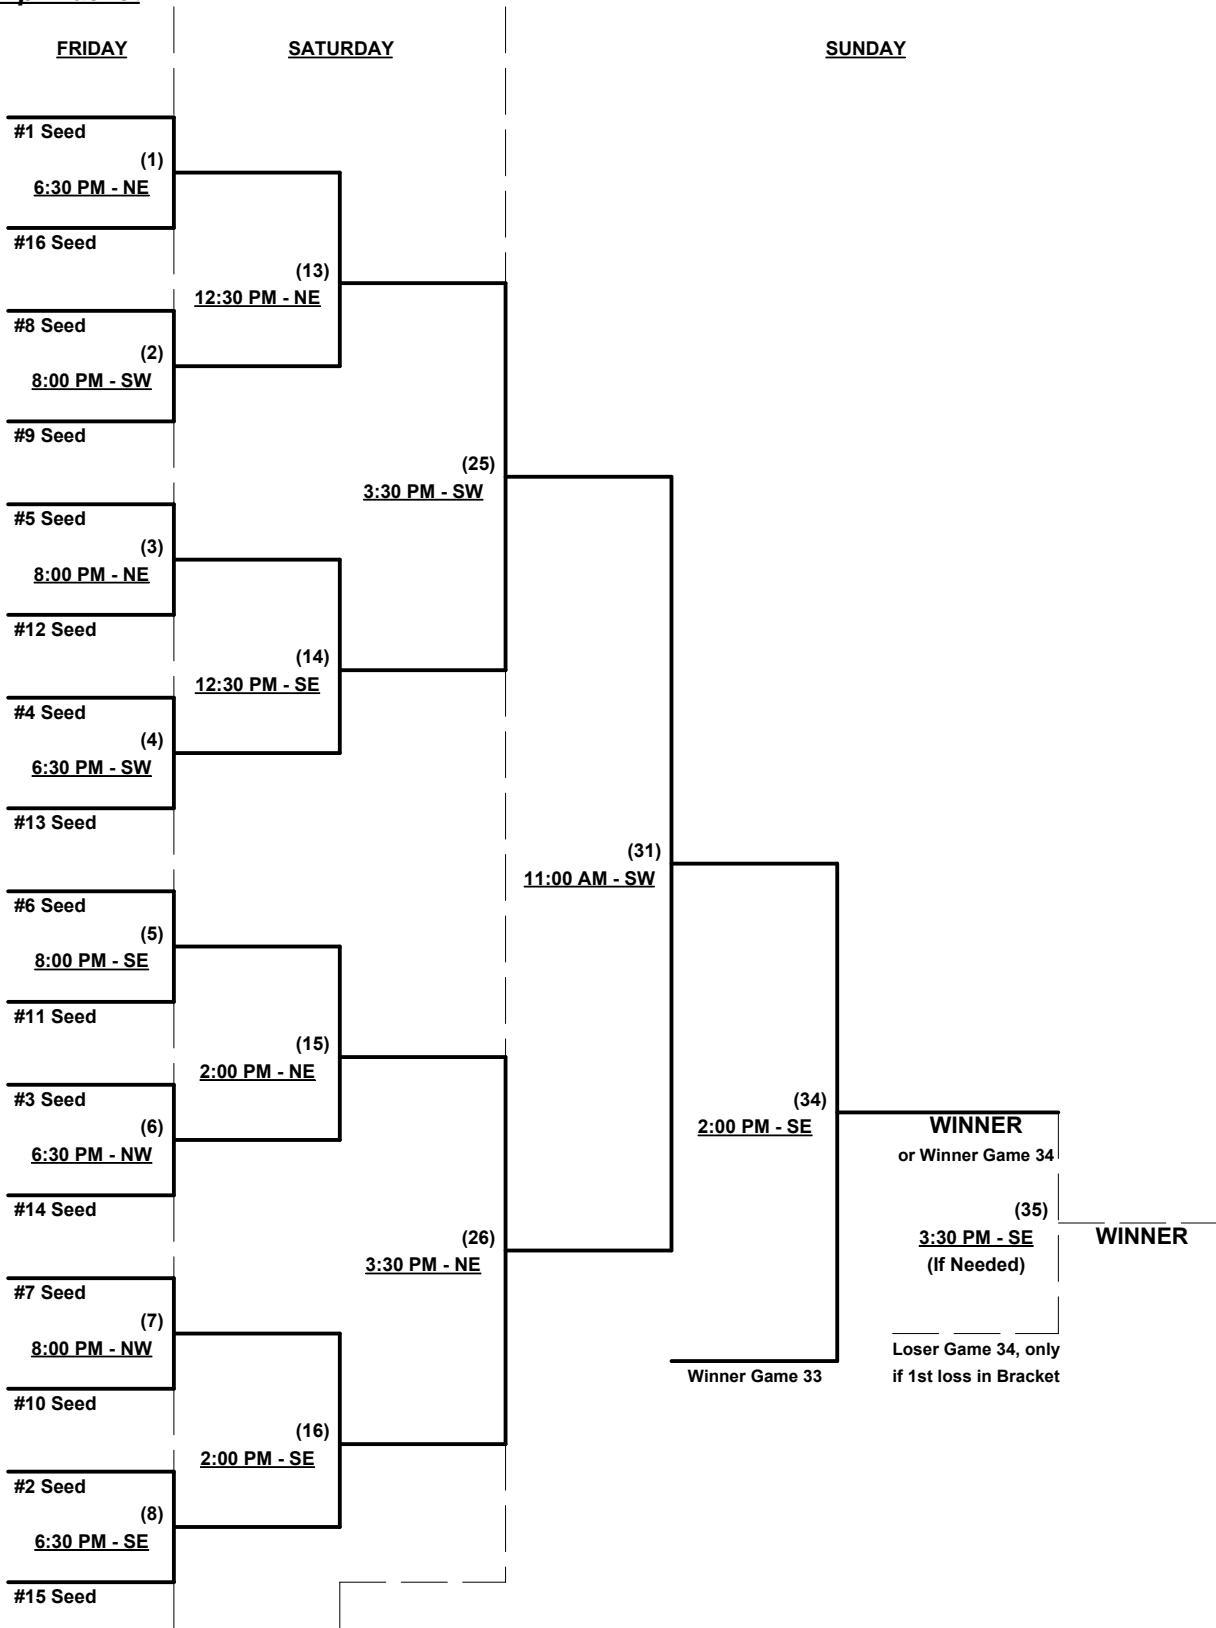 FRIDAY SATURDAY SUNDAY
#1 Seed
(1)
6:30 PM - NE
#16 Seed
(13)
12:30 PM - NE
#8 Seed
(2)
8:00 PM - SW
#9 Seed
(25)
3:30 PM - SW
#5 Seed
(3)
8:00 PM - NE
#12 Seed
(14)
12:30 PM - SE
#4 Seed
(4)
6:30 PM - SW
#13 Seed
(31)
11:00 AM - SW
#6 Seed
(5)
8:00 PM - SE
#11 Seed
(15)
2:00 PM - NE
#3 Seed
(6)
6:30 PM - NW
#14 Seed
(34)
2:00 PM - SE
WINNER
or Winner Game 34
(35)
3:30 PM - SE
(If Needed)
WINNER
(26)
3:30 PM - NE
#7 Seed
(7)
8:00 PM - NW
#10 Seed
Winner Game 33
Loser Game 34, only
if 1st loss in Bracket
(16)
2:00 PM - SE
#2 Seed
(8)
6:30 PM - SE
#15 Seed